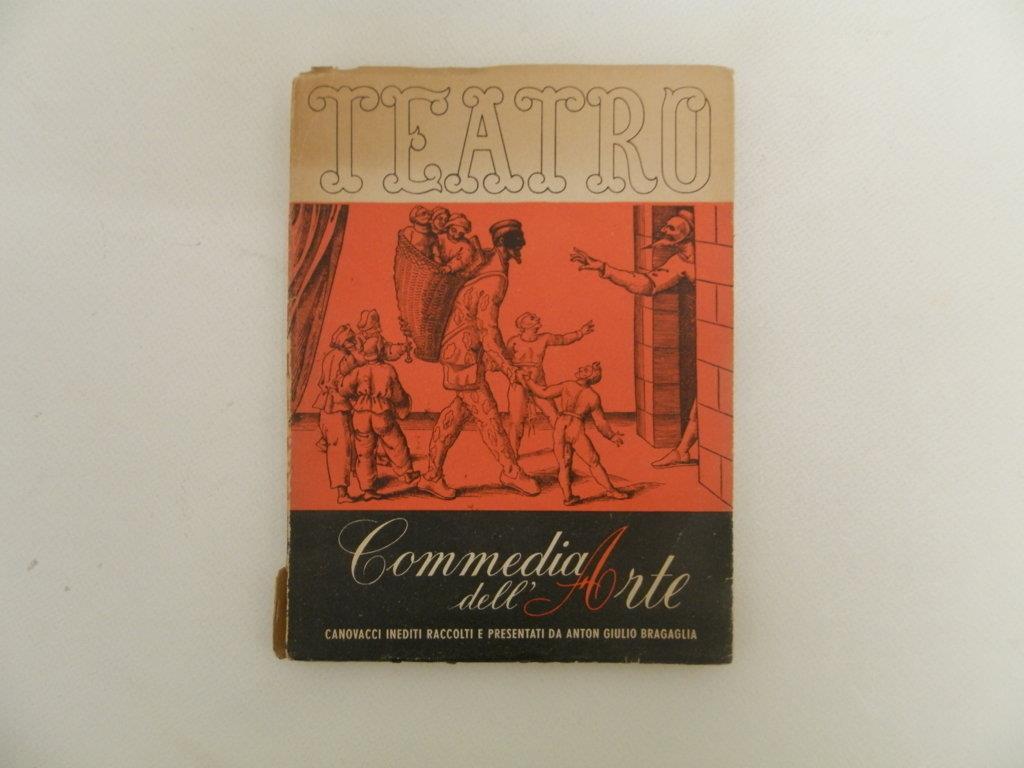 TEATRO
Commedia
dell' Arte
CANOVACCI INEDITI RACCOLTI E PRESENTATI DA ANTON GIULIO BRAGAGLIA